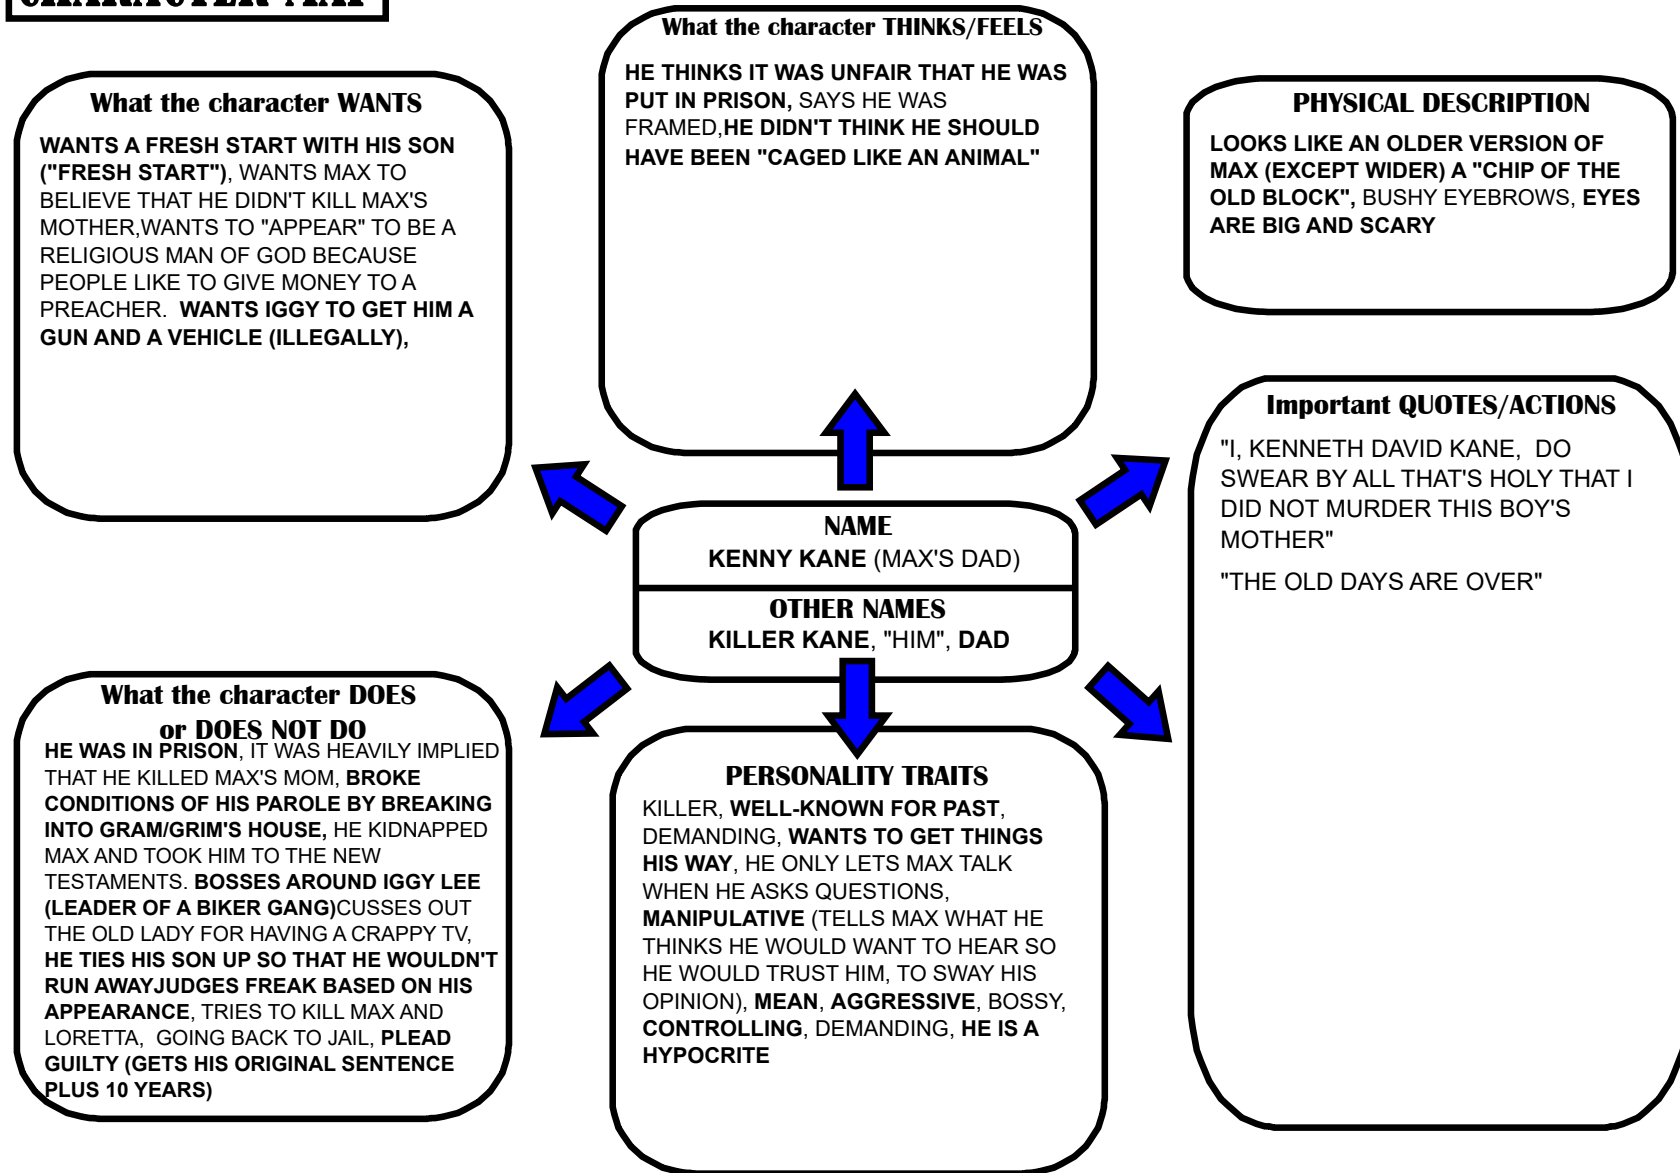 CHARACTER MAP
What the character THINKS/FEELS
HE THINKS IT WAS UNFAIR THAT HE WAS
PUT IN PRISON, SAYS HE WAS
FRAMED,HE DIDN'T THINK HE SHOULD
HAVE BEEN "CAGED LIKE AN ANIMAL"
What the character WANTS
WANTS A FRESH START WITH HIS SON
("FRESH START"), WANTS MAX TO
BELIEVE THAT HE DIDN'T KILL MAX'S
MOTHER,WANTS TO "APPEAR" TO BE A
RELIGIOUS MAN OF GOD BECAUSE
PEOPLE LIKE TO GIVE MONEY TO A
PREACHER. WANTS IGGY TO GET HIM A
GUN AND A VEHICLE (ILLEGALLY),
PHYSICAL DESCRIPTION
LOOKS LIKE AN OLDER VERSION OF
MAX (EXCEPT WIDER) A "CHIP OF THE
OLD BLOCK", BUSHY EYEBROWS, EYES
ARE BIG AND SCARY
Important QUOTES/ACTIONS
"I, KENNETH DAVID KANE, DO
SWEAR BY ALL THAT'S HOLY THAT I
DID NOT MURDER THIS BOY'S
MOTHER"
"THE OLD DAYS ARE OVER"
NAME
KENNY KANE (MAX'S DAD)
OTHER NAMES
KILLER KANE, "HIM", DAD
What the character DOES
or DOES NOT DO
HE WAS IN PRISON, IT WAS HEAVILY IMPLIED
THAT HE KILLED MAX'S MOM, BROKE
CONDITIONS OF HIS PAROLE BY BREAKING
INTO GRAM/GRIM'S HOUSE, HE KIDNAPPED
MAX AND TOOK HIM TO THE NEW
TESTAMENTS. BOSSES AROUND IGGY LEE
(LEADER OF A BIKER GANG)CUSSES OUT
THE OLD LADY FOR HAVING A CRAPPY TV,
HE TIES HIS SON UP SO THAT HE WOULDN'T
RUN AWAYJUDGES FREAK BASED ON HIS
APPEARANCE, TRIES TO KILL MAX AND
LORETTA, GOING BACK TO JAIL, PLEAD
GUILTY (GETS HIS ORIGINAL SENTENCE
PLUS 10 YEARS)
PERSONALITY TRAITS
KILLER, WELL-KNOWN FOR PAST,
DEMANDING, WANTS TO GET THINGS
HIS WAY, HE ONLY LETS MAX TALK
WHEN HE ASKS QUESTIONS,
MANIPULATIVE (TELLS MAX WHAT HE
THINKS HE WOULD WANT TO HEAR SO
HE WOULD TRUST HIM, TO SWAY HIS
OPINION), MEAN, AGGRESSIVE, BOSSY,
CONTROLLING, DEMANDING, HE IS A
HYPOCRITE